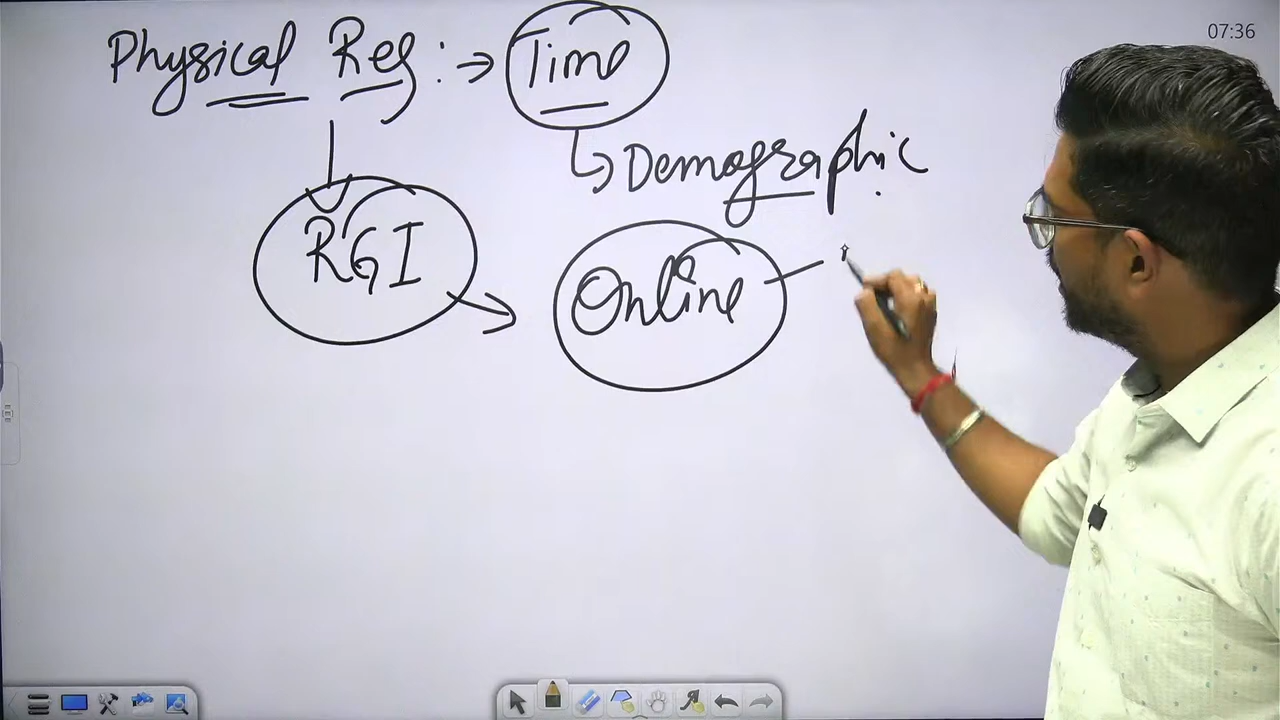 07:36
Physical Reg : → Time
Demographic
RGI
Online